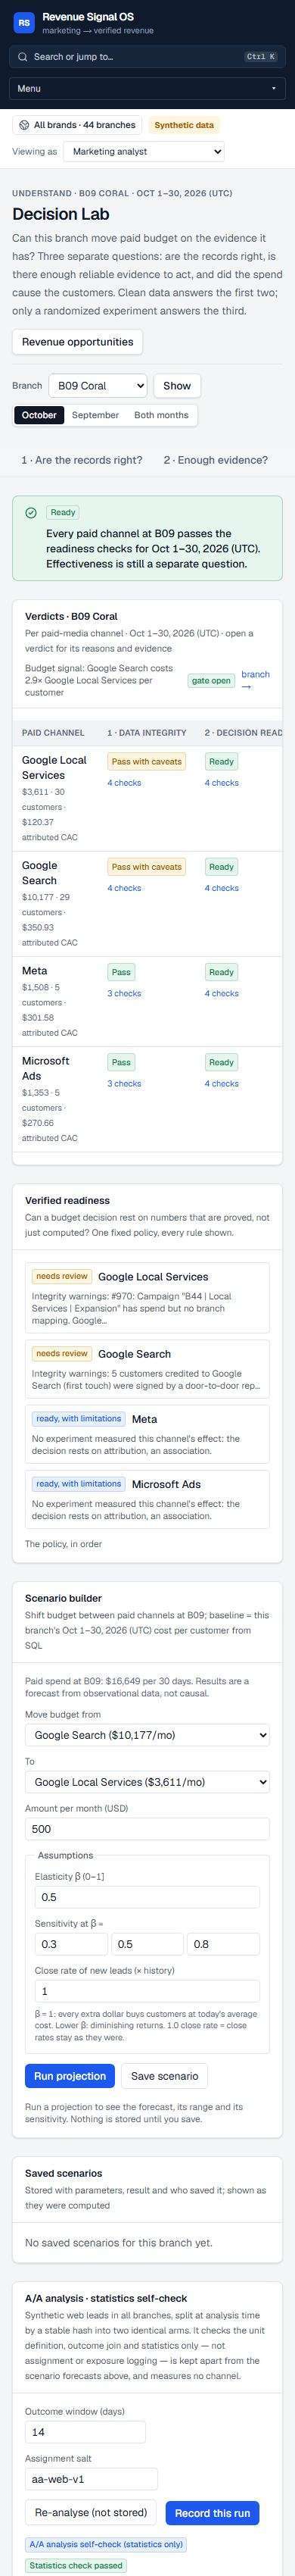 RS
Revenue Signal OS
marketing → verified revenue
Search or jump to...
Ctrl K
Menu
All brands · 44 branches
Synthetic data
Viewing as
Marketing analyst
UNDERSTAND · B09 CORAL · OCT 1–30, 2026 (UTC)
Decision Lab
Can this branch move paid budget on the evidence it
has? Three separate questions: are the records right, is
there enough reliable evidence to act, and did the spend
cause the customers. Clean data answers the first two;
only a randomized experiment answers the third.
Revenue opportunities
Branch
B09 Coral
Show
October
September
Both months
1 · Are the records right?
2 · Enough evidence?
Ready
Every paid channel at B09 passes the
readiness checks for Oct 1–30, 2026 (UTC).
Effectiveness is still a separate question.
Verdicts · B09 Coral
Per paid-media channel · Oct 1–30, 2026 (UTC) · open a
verdict for its reasons and evidence
Budget signal: Google Search costs
2.9× Google Local Services per
customer
gate open
branch
→
PAID CHANNEL
1 · DATA INTEGRITY
2 · DECISION READ
Google Local
Services
$3,611 · 30
customers ·
$120.37
attributed CAC
Pass with caveats
4 checks
Ready
4 checks
Google
Search
$10,177 · 29
customers ·
$350.93
attributed CAC
Pass with caveats
4 checks
Ready
4 checks
Meta
$1,508 · 5
customers ·
$301.58
attributed CAC
Pass
3 checks
Ready
4 checks
Microsoft
Ads
$1,353 · 5
customers ·
$270.66
attributed CAC
Pass
3 checks
Ready
4 checks
Verified readiness
Can a budget decision rest on numbers that are proved, not
just computed? One fixed policy, every rule shown.
needs review
Google Local Services
Integrity warnings: #970: Campaign "B44 | Local
Services | Expansion" has spend but no branch
mapping. Google…
needs review
Google Search
Integrity warnings: 5 customers credited to Google
Search (first touch) were signed by a door-to-door rep…
ready, with limitations
Meta
No experiment measured this channel's effect: the
decision rests on attribution, an association.
ready, with limitations
Microsoft Ads
No experiment measured this channel's effect: the
decision rests on attribution, an association.
The policy, in order
Scenario builder
Shift budget between paid channels at B09; baseline = this
branch's Oct 1–30, 2026 (UTC) cost per customer from
SQL
Paid spend at B09: $16,649 per 30 days. Results are a
forecast from observational data, not causal.
Move budget from
Google Search ($10,177/mo)
To
Google Local Services ($3,611/mo)
Amount per month (USD)
500
Assumptions
Elasticity β (0–1]
0.5
Sensitivity at β =
0.3
0.5
0.8
Close rate of new leads (× history)
1
β = 1: every extra dollar buys customers at today's average
cost. Lower β: diminishing returns. 1.0 close rate = close
rates stay as they were.
Run projection
Save scenario
Run a projection to see the forecast, its range and its
sensitivity. Nothing is stored until you save.
Saved scenarios
Stored with parameters, result and who saved it; shown as
they were computed
No saved scenarios for this branch yet.
A/A analysis · statistics self-check
Synthetic web leads in all branches, split at analysis time
by a stable hash into two identical arms. It checks the unit
definition, outcome join and statistics only — not
assignment or exposure logging — is kept apart from the
scenario forecasts above, and measures no channel.
Outcome window (days)
14
Assignment salt
aa-web-v1
Re-analyse (not stored)
Record this run
A/A analysis self-check (statistics only)
Statistics check passed